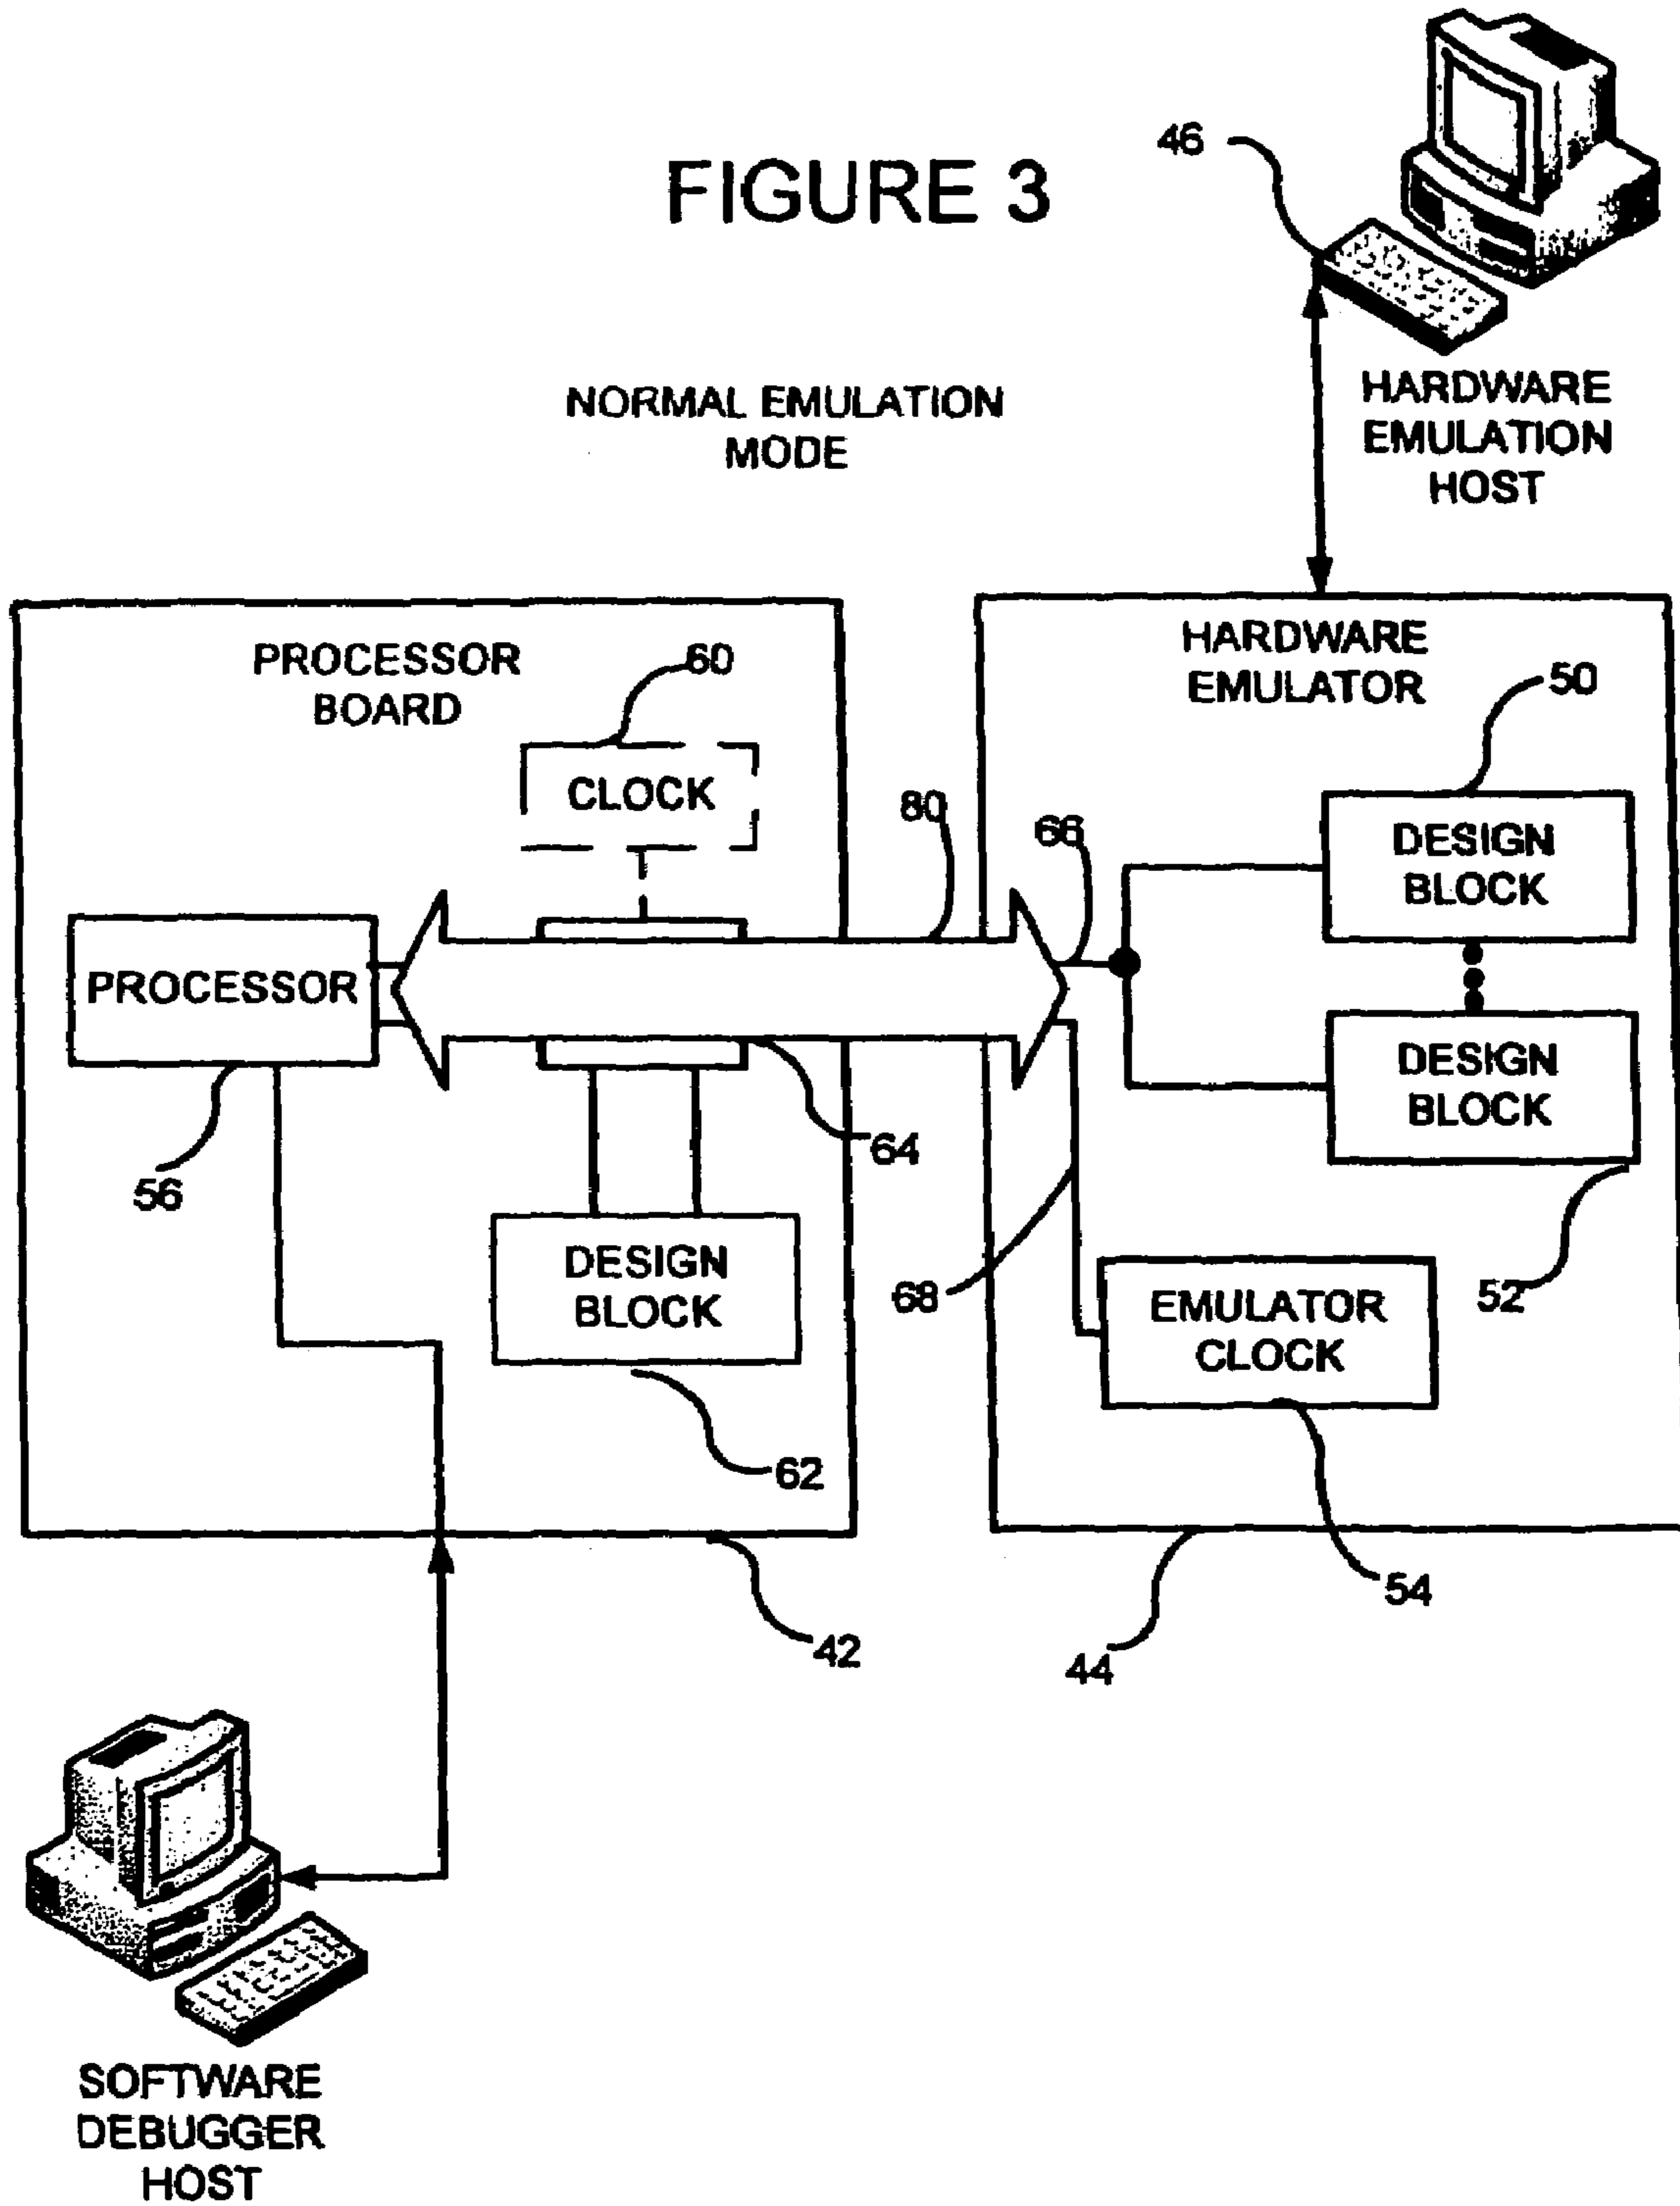 FIGURE 3
46
NORMAL EMULATION
MODE
HARDWARE
EMULATION
HOST
PROCESSOR
BOARD
60
CLOCK
80
HARDWARE
EMULATOR
50
66
DESIGN
BLOCK
PROCESSOR
DESIGN
BLOCK
64
56
DESIGN
BLOCK
68
52
EMULATOR
CLOCK
62
54
42
44
SOFTWARE
DEBUGGER
HOST